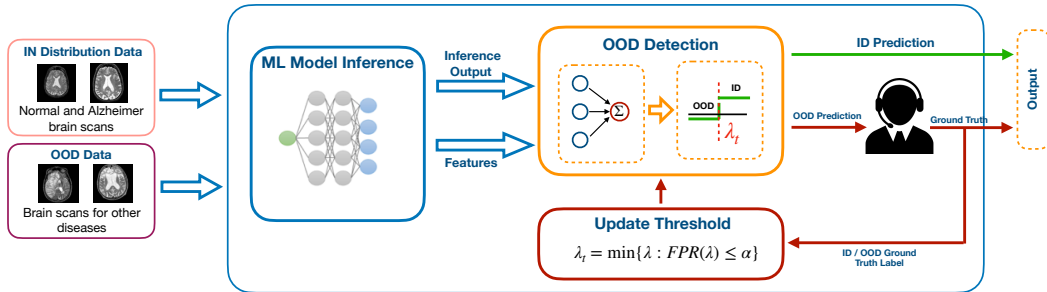 IN Distribution Data
Normal and Alzheimer
brain scans
OOD Data
Brain scans for other
diseases
ML Model Inference
Inference
Output
Features
OOD Detection
Σ
OOD
ID
λt
ID Prediction
OOD Prediction
Ground Truth
Output
Update Threshold
λt = min{λ : FPR(λ) ≤ α}
ID / OOD Ground
Truth Label